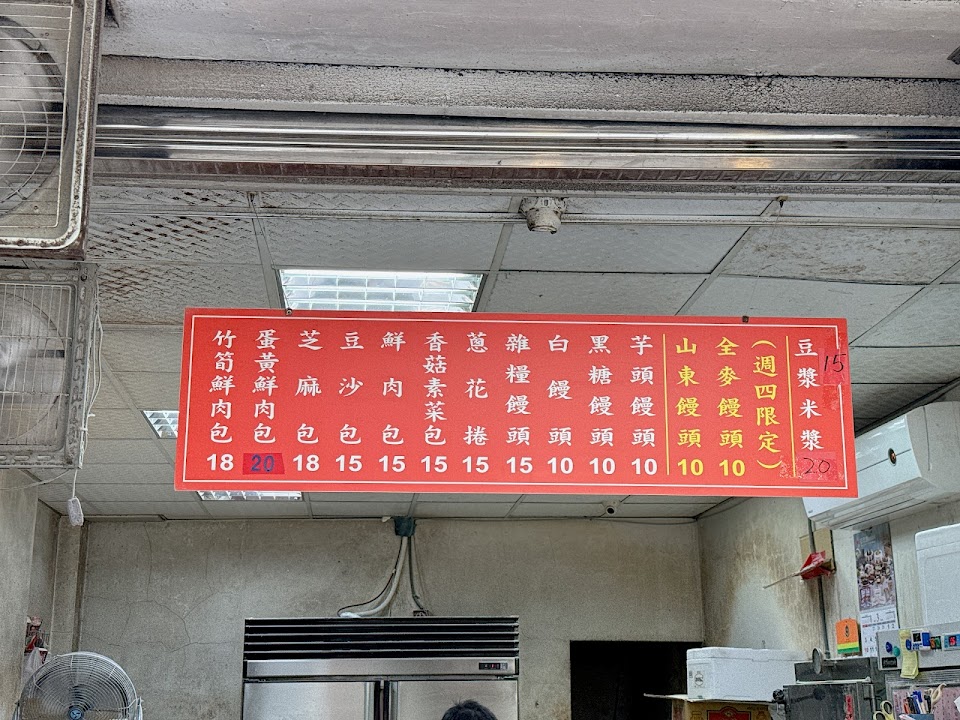 豆漿米漿 15 20
(週四限定)
全麥饅頭 10
山東饅頭 10
芋頭饅頭 10
黑糖饅頭 10
白饅頭 10
雜糧饅頭 15
蔥花捲 15
香菇素菜包 15
鮮肉包 15
豆沙包 15
芝麻包 18
蛋黃鮮肉包 20
竹筍鮮肉包 18